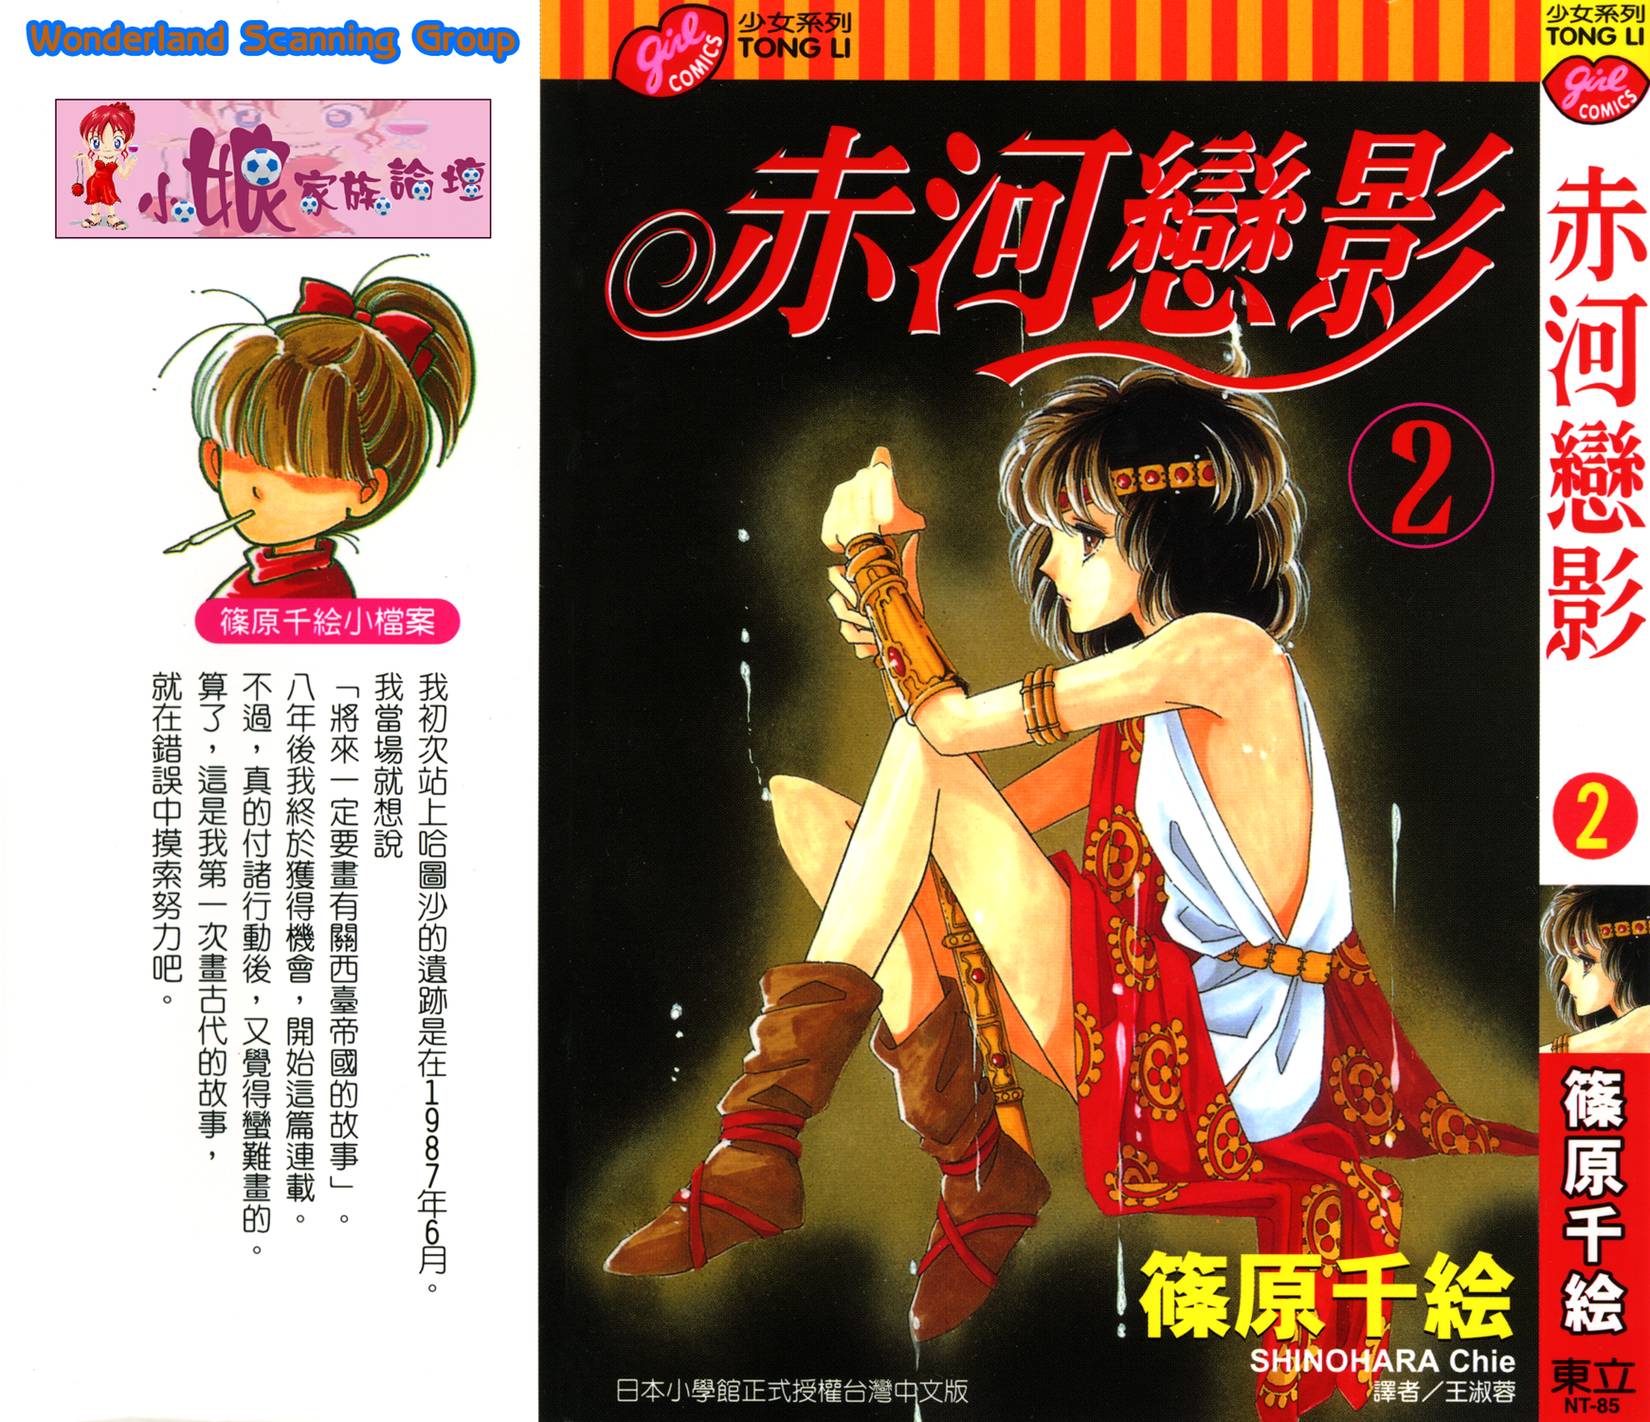 Wonderland Scanning Group
小娘家族論壇
篠原千絵小檔案
我初次站上哈圖沙的遺跡是在1987年6月。
我當場就想說
「將來一定要畫有關西臺帝國的故事」。
八年後我終於獲得機會，開始這篇連載。
不過，真的付諸行動後，又覺得蠻難畫的。
算了，這是我第一次畫古代的故事，
就在錯誤中摸索努力吧。
girl
COMICS
少女系列
TONG LI
赤河戀影
2
篠原千絵
SHINOHARA Chie
譯者／王淑蓉
日本小學館正式授權台灣中文版
少女系列
TONG LI
girl
COMICS
赤河戀影
2
篠原千絵
東立
NT-85